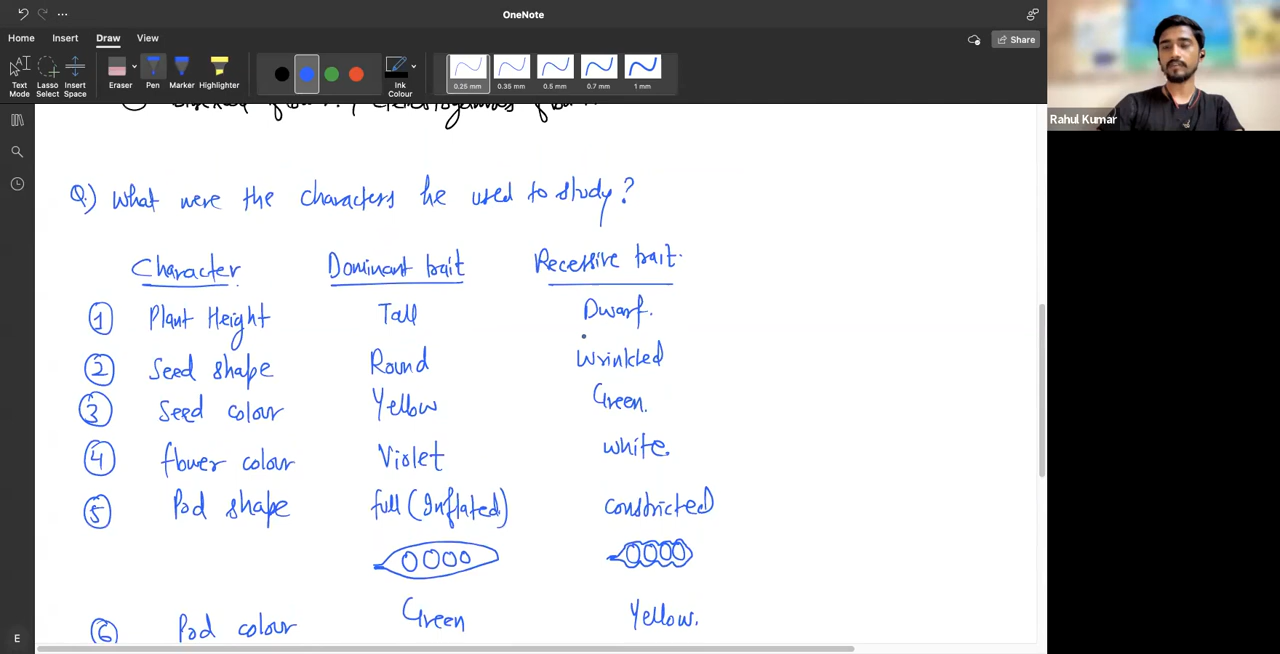 OneNote
Home Insert Draw View
Share
Text Mode
Lasso Select
Insert Space
Eraser
Pen
Marker
Highlighter
Ink Colour
0.25 mm
0.35 mm
0.5 mm
0.7 mm
1 mm
Rahul Kumar
Q.) What were the characters he used to study?
Character Dominant trait Recessive trait.
1 Plant Height Tall Dwarf.
2 Seed shape Round Wrinkled
3 Seed colour Yellow Green.
4 flower colour Violet white.
5 Pod shape full (Inflated) constricted
6 Pod colour Green Yellow.
E